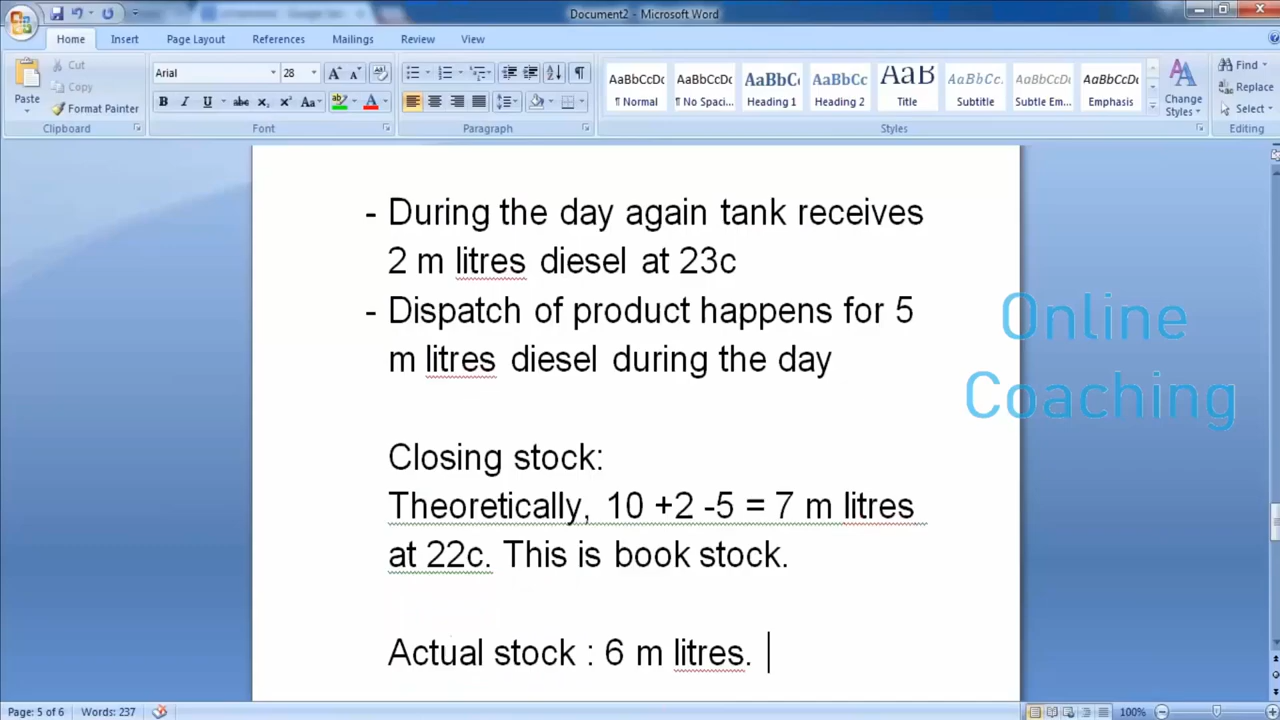 Document2 - Microsoft Word
Home Insert Page Layout References Mailings Review View
Paste
Cut
Copy
Format Painter
Clipboard
Arial 28
Font
Paragraph
AaBbCcDc AaBbCcDc AaBbC AaBbCc AaB AaBbCc. AaBbCcDc AaBbCcDc
¶ Normal ¶ No Spaci... Heading 1 Heading 2 Title Subtitle Subtle Em... Emphasis
Styles
Change
Styles
Find
Replace
Select
Editing
- During the day again tank receives
2 m litres diesel at 23c
- Dispatch of product happens for 5
m litres diesel during the day
Closing stock:
Theoretically, 10 +2 -5 = 7 m litres
at 22c. This is book stock.
Actual stock : 6 m litres.
Online
Coaching
Page: 5 of 6 Words: 237 100%